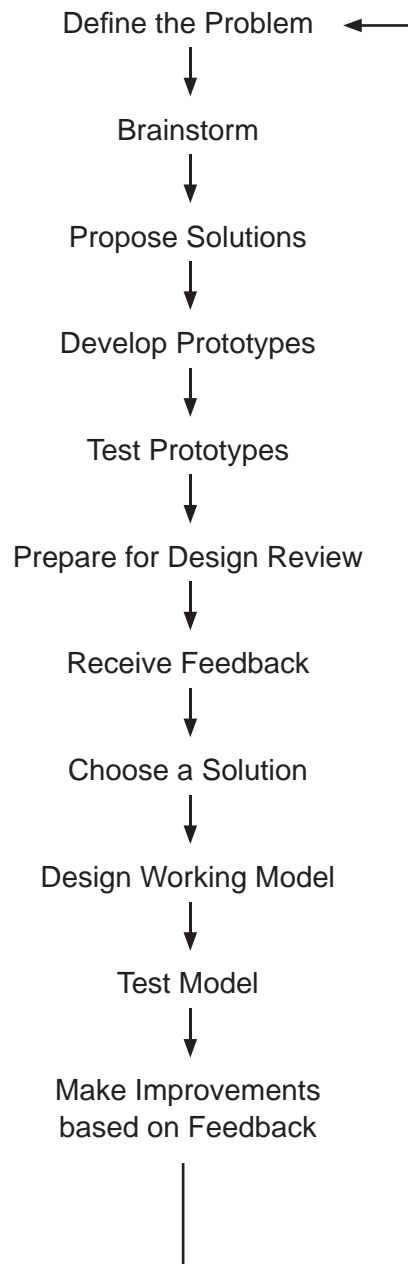 Define the Problem
Brainstorm
Propose Solutions
Develop Prototypes
Test Prototypes
Prepare for Design Review
Receive Feedback
Choose a Solution
Design Working Model
Test Model
Make Improvements
based on Feedback